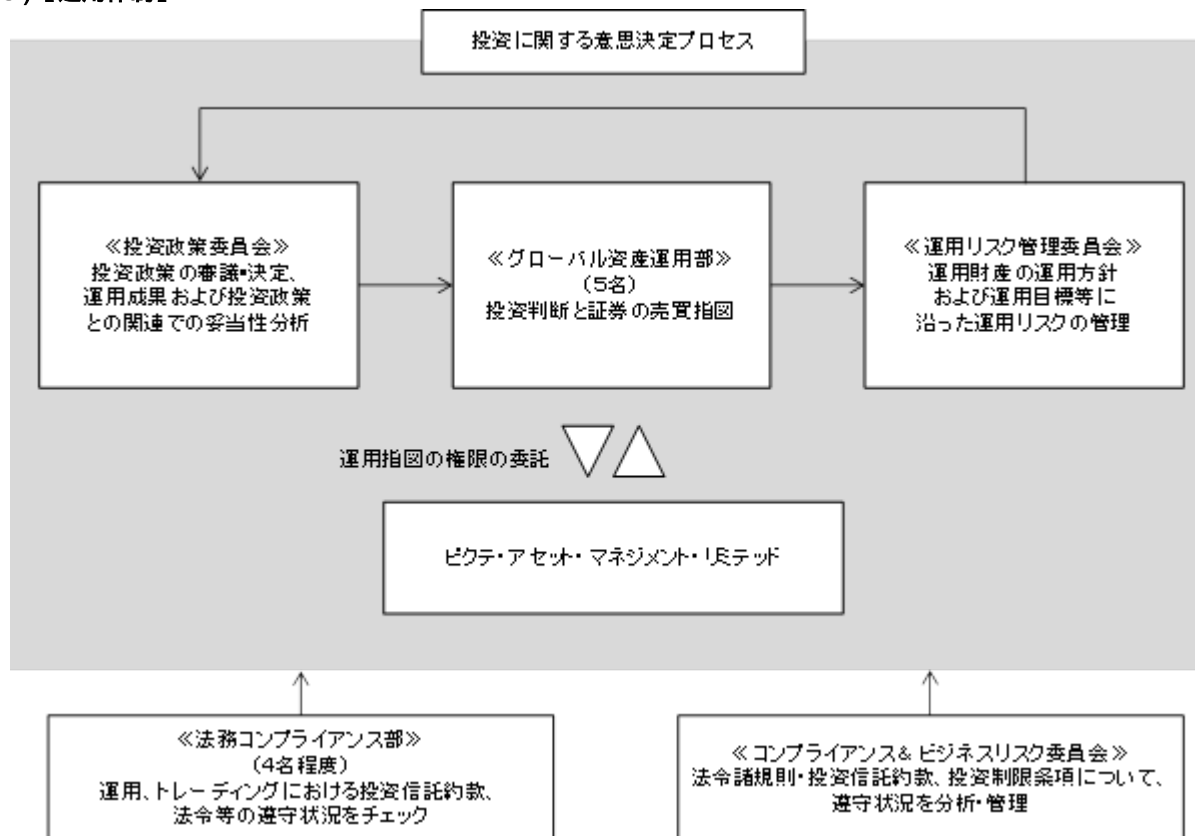 投資に関する意思決定プロセス
≪投資政策委員会≫
投資政策の審議・決定、
運用成果および投資政策
との関連での妥当性分析
≪グローバル資産運用部≫
(5名)
投資判断と証券の売買指図
≪運用リスク管理委員会≫
運用財産の運用方針
および運用目標等に
沿った運用リスクの管理
運用指図の権限の委託
ピクテ・アセット・マネジメント・リミテッド
≪法務コンプライアンス部≫
(4名程度)
運用、トレーディングにおける投資信託約款、
法令等の遵守状況をチェック
≪コンプライアンス&ビジネスリスク委員会≫
法令諸規則・投資信託約款、投資制限条項について、
遵守状況を分析・管理